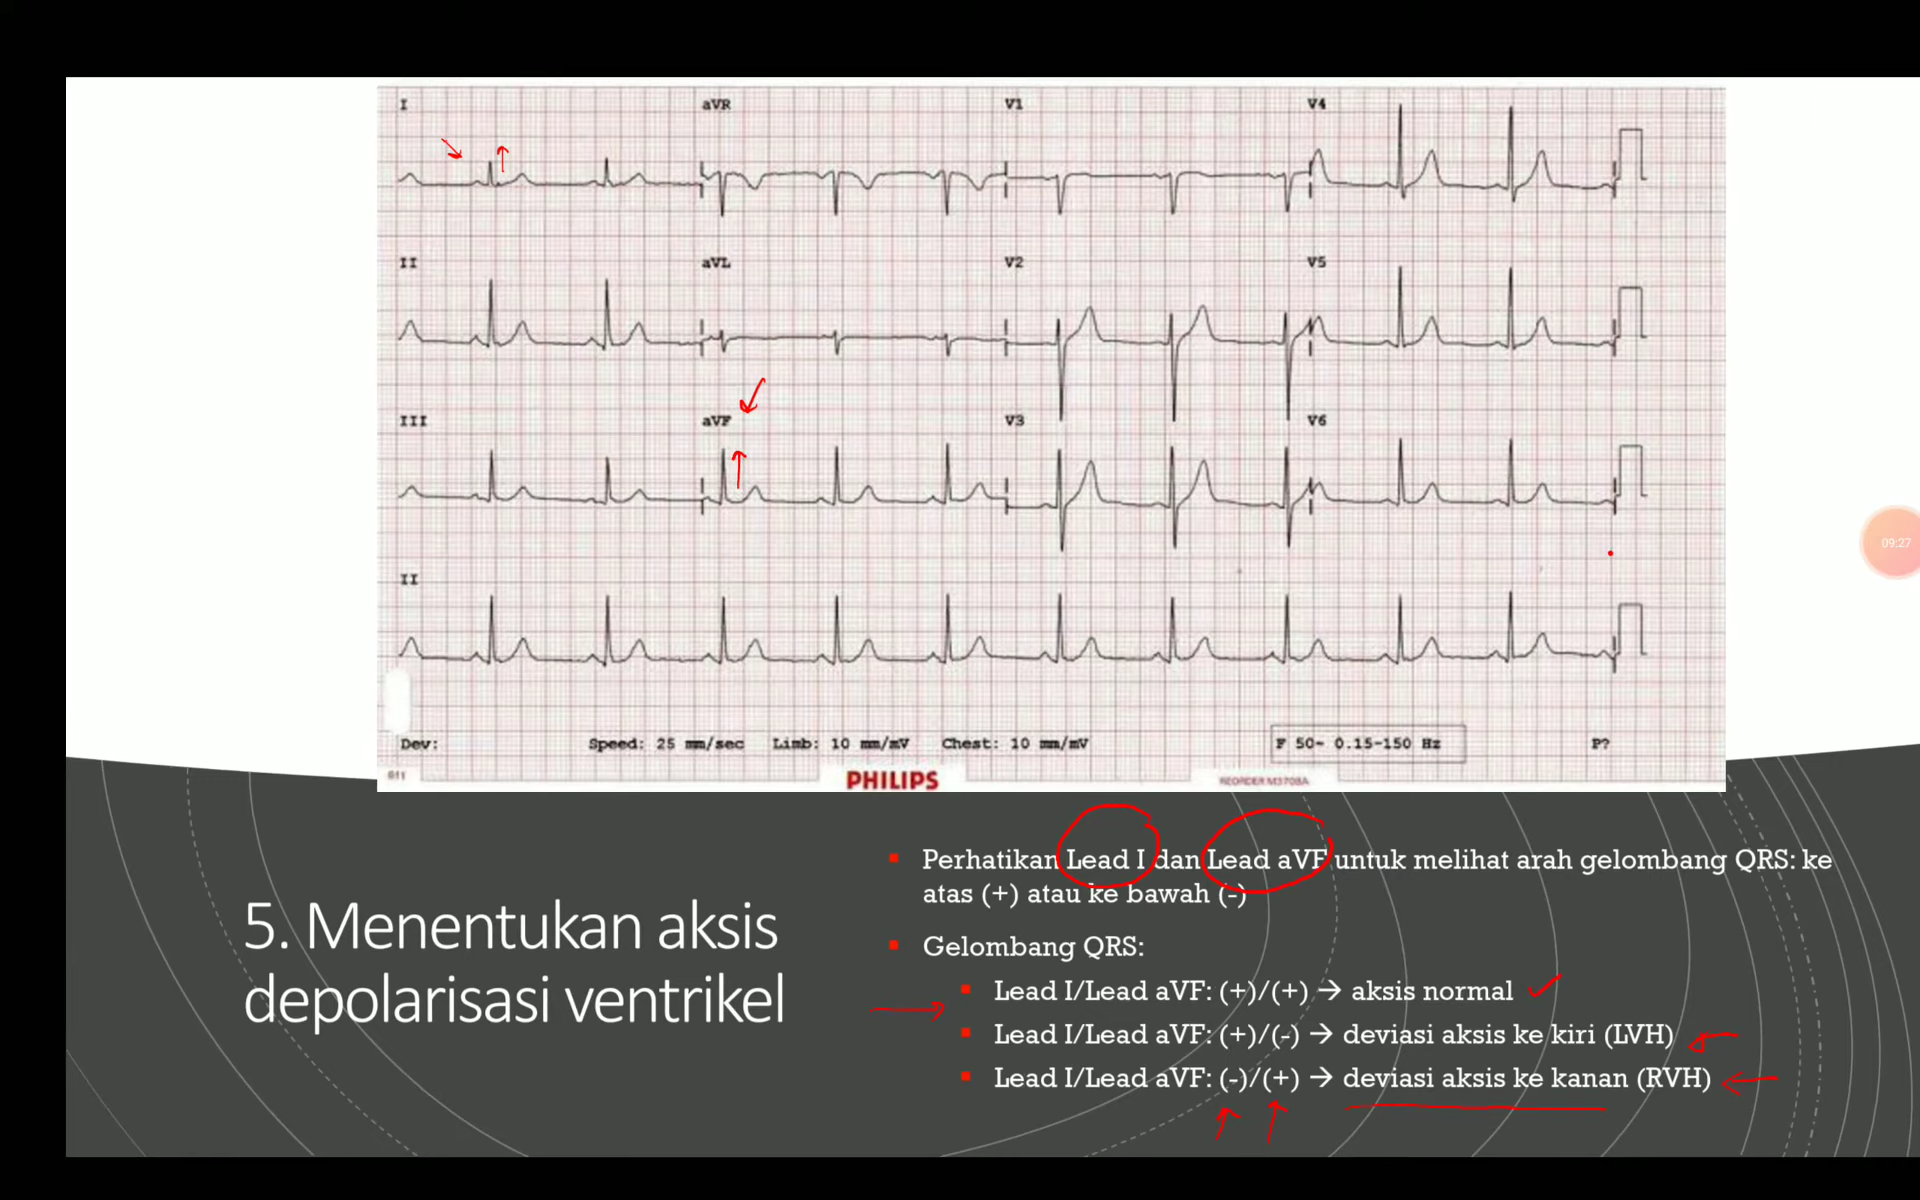 I aVR V1 V4
II aVL V2 V5
III aVF V3 V6
II
09:27
Dev: Speed: 25 mm/sec Limb: 10 mm/mV Chest: 10 mm/mV F 50~ 0.15-150 Hz P?
PHILIPS REORDER M3708A
5. Menentukan aksis
depolarisasi ventrikel
Perhatikan Lead I dan Lead aVF untuk melihat arah gelombang QRS: ke
atas (+) atau ke bawah (-)
Gelombang QRS:
Lead I/Lead aVF: (+)/(+) → aksis normal
Lead I/Lead aVF: (+)/(-) → deviasi aksis ke kiri (LVH)
Lead I/Lead aVF: (-)/(+) → deviasi aksis ke kanan (RVH)